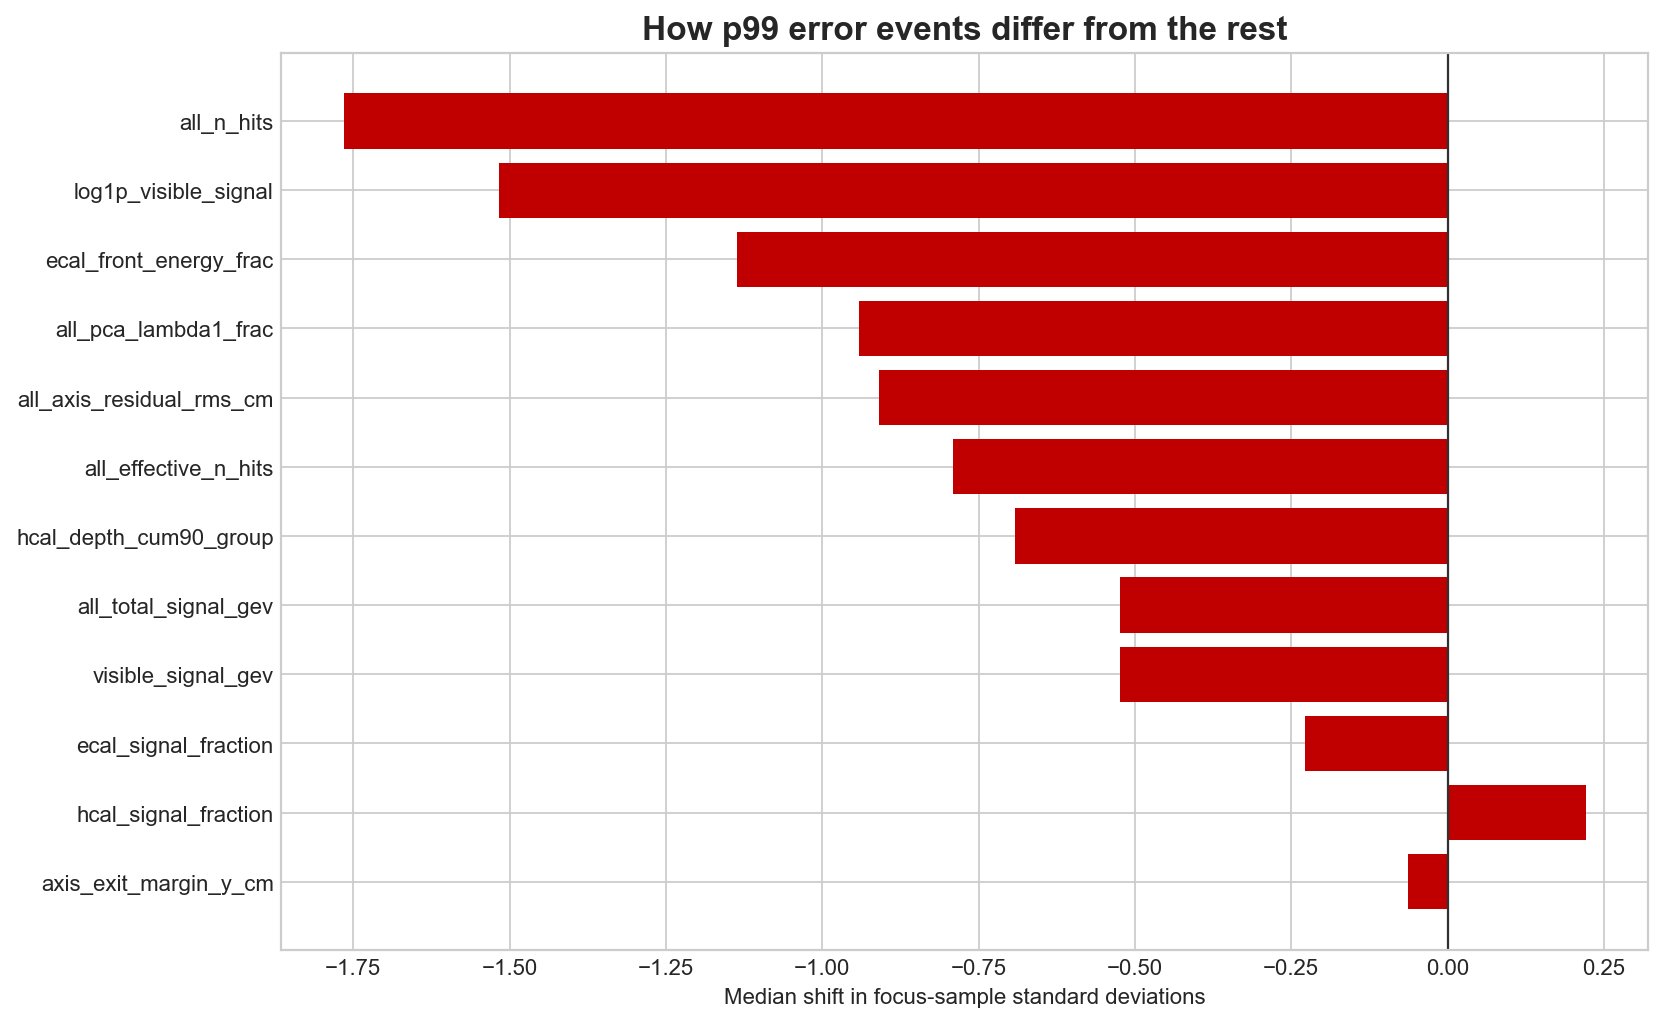 How p99 error events differ from the rest
all_n_hits
log1p_visible_signal
ecal_front_energy_frac
all_pca_lambda1_frac
all_axis_residual_rms_cm
all_effective_n_hits
hcal_depth_cum90_group
all_total_signal_gev
visible_signal_gev
ecal_signal_fraction
hcal_signal_fraction
axis_exit_margin_y_cm
−1.75 −1.50 −1.25 −1.00 −0.75 −0.50 −0.25 0.00 0.25
Median shift in focus-sample standard deviations